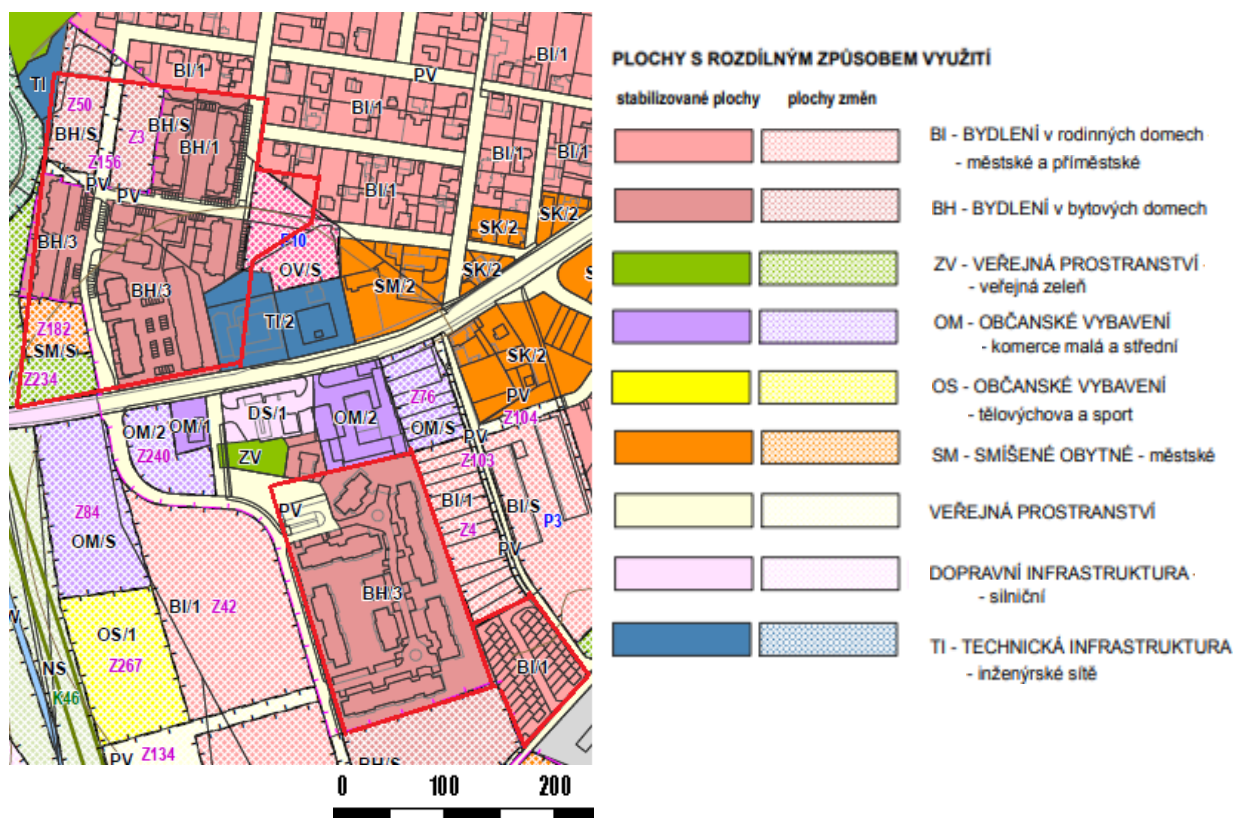 PLOCHY S ROZDÍLNÝM ZPŮSOBEM VYUŽITÍ
stabilizované plochy plochy změn
BI - BYDLENÍ v rodinných domech
- městské a příměstské
BH - BYDLENÍ v bytových domech
ZV - VEŘEJNÁ PROSTRANSTVÍ -
- veřejná zeleň
OM - OBČANSKÉ VYBAVENÍ
- komerce malá a střední
OS - OBČANSKÉ VYBAVENÍ
- tělovýchova a sport
SM - SMÍŠENÉ OBYTNÉ - městské
VEŘEJNÁ PROSTRANSTVÍ
DOPRAVNÍ INFRASTRUKTURA -
- silniční
TI - TECHNICKÁ INFRASTRUKTURA
- inženýrské sítě
BI/1
BI/1
BI/1
TI
PV
Z50
BI/1
BH/S
Z3
BH/S
BH/1
BI/1
BI/1
Z156
PV
PV
BI/1
SK/2
SK/2
BH/3
OV/S
SK/2
BH/3
SM/2
TI/2
Z182
SM/S
Z234
SK/2
PV
Z104
DS/1
OM/2
Z76
OM/S
OM/2
OM/1
Z240
ZV
PV
Z103
BI/1
BI/S
Z4
P3
PV
PV
Z84
OM/S
BH/3
BI/1
Z42
OS/1
Z267
NS
K46
BI/1
PV
Z134
BH/S
0 100 200